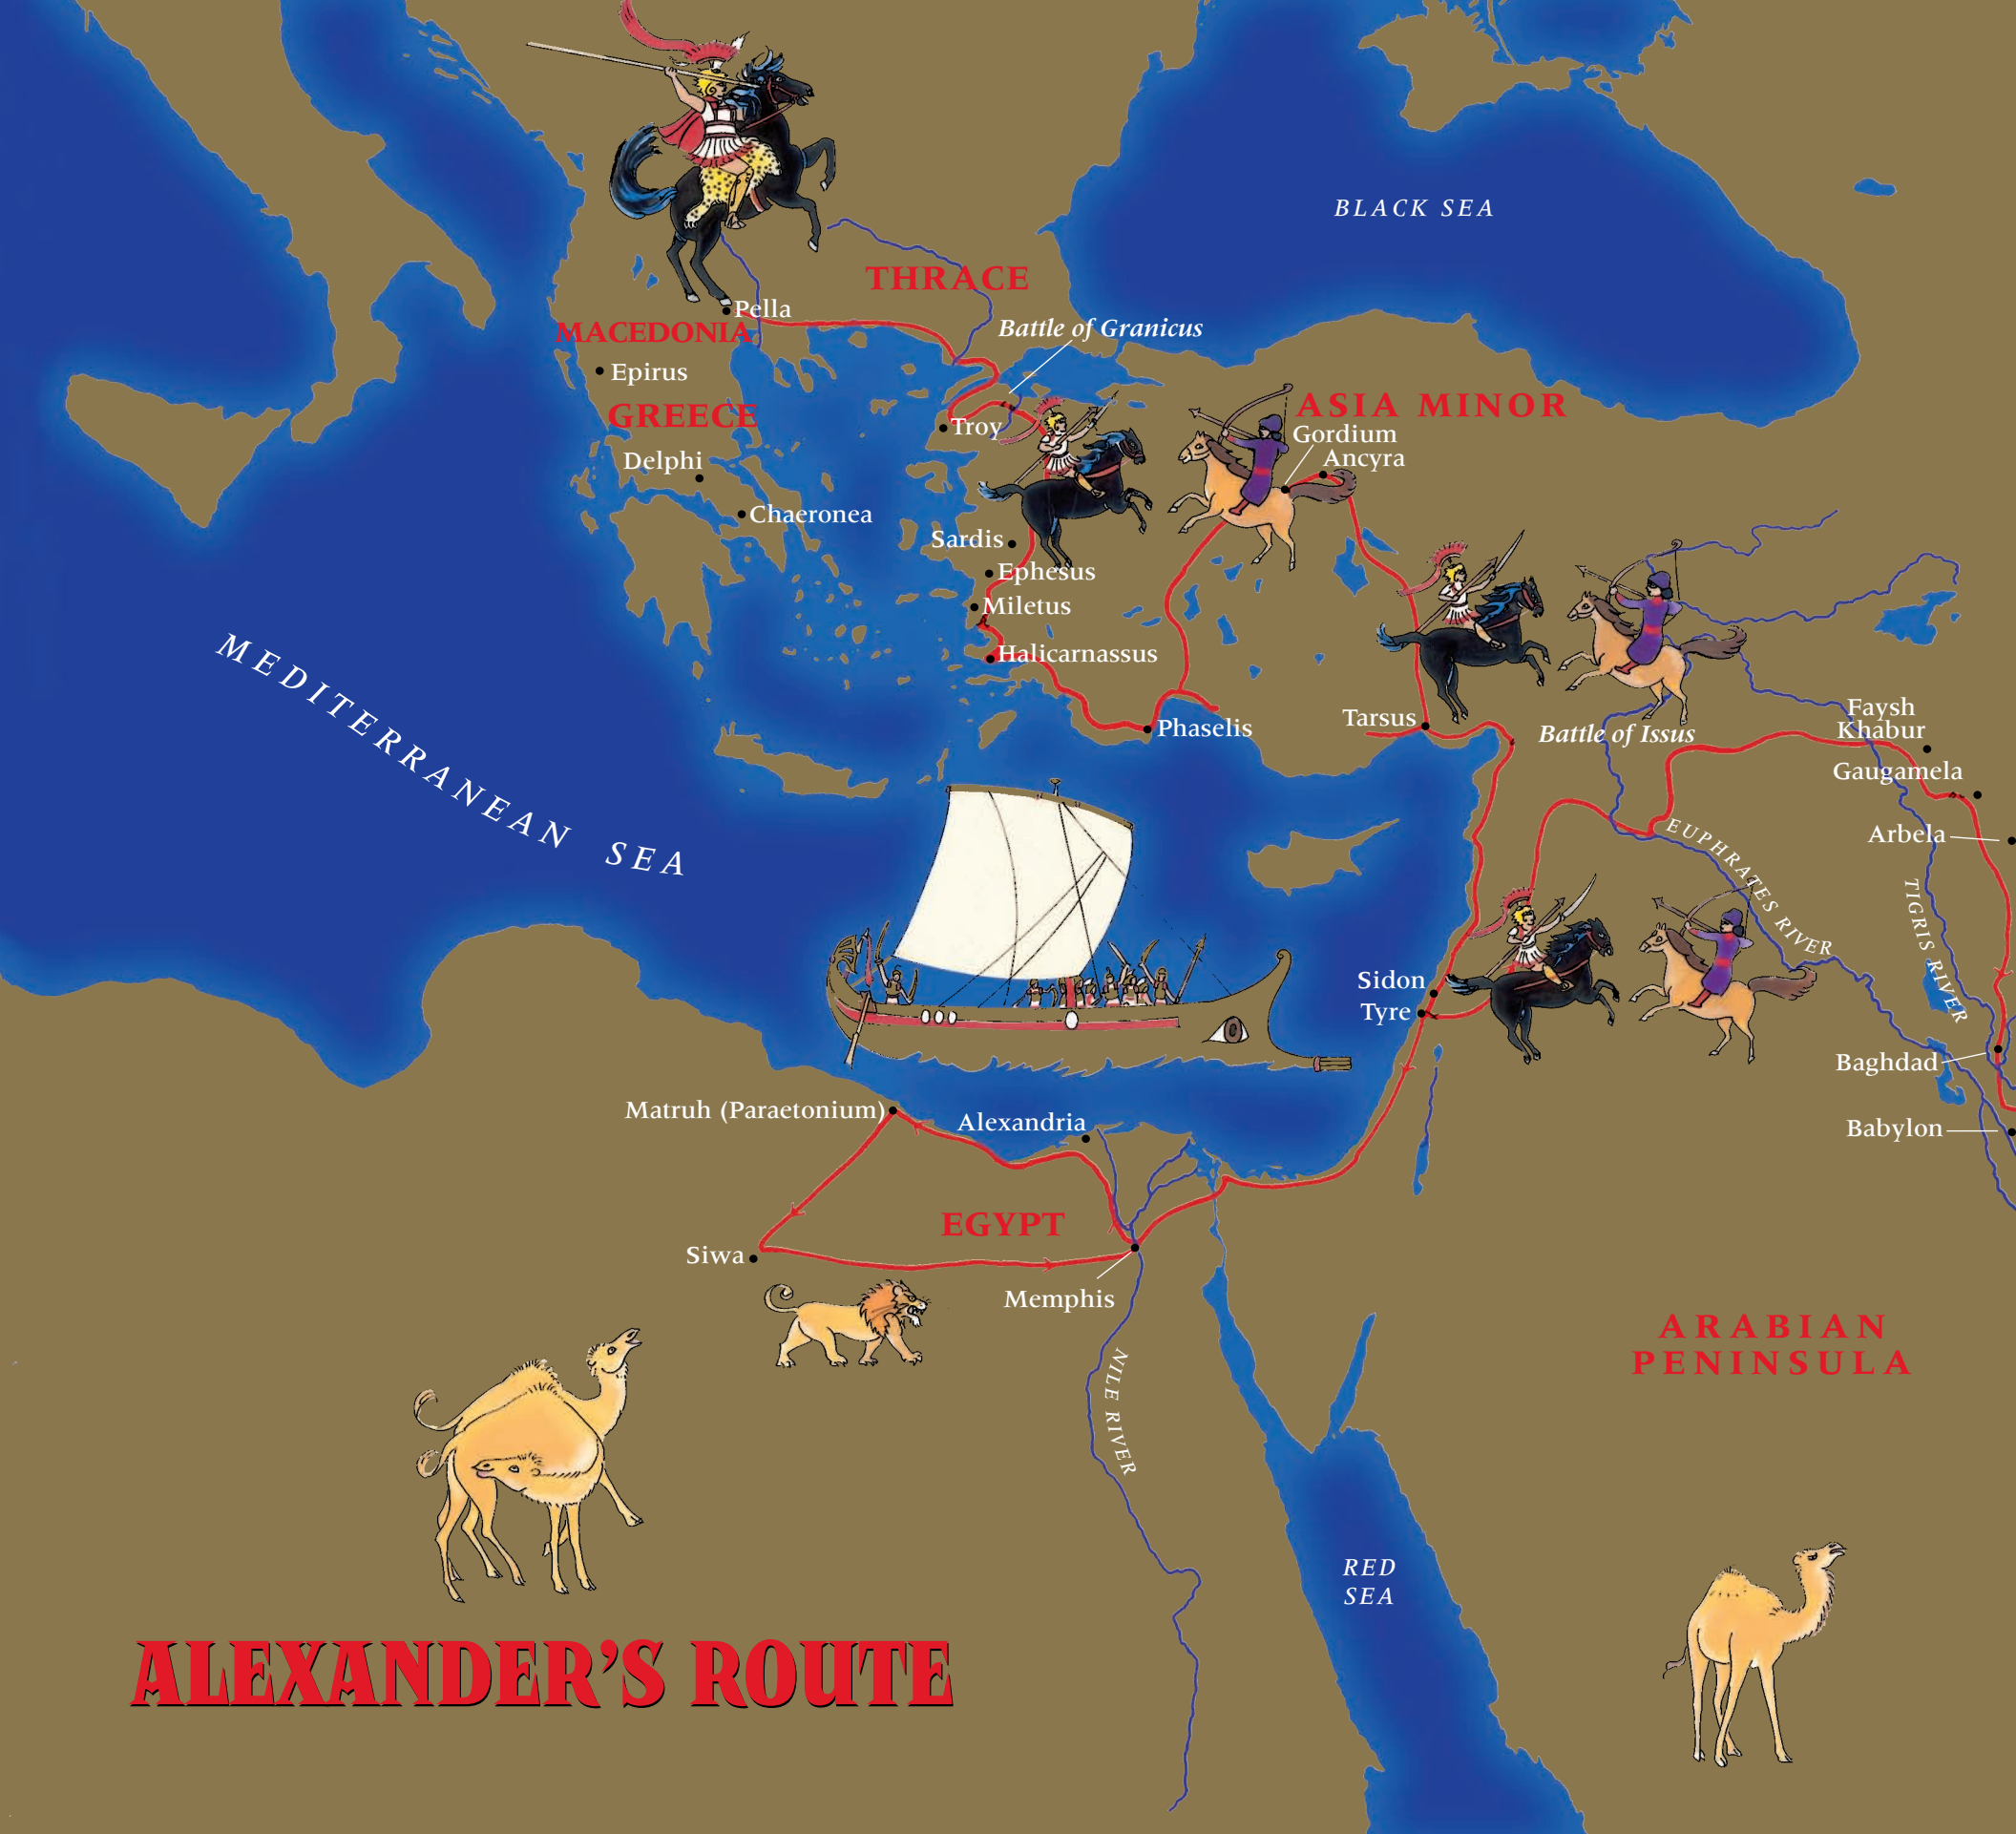 BLACK SEA
THRACE
Pella
Battle of Granicus
MACEDONIA
Epirus
GREECE
ASIA MINOR
Troy
Gordium
Delphi
Ancyra
Chaeronea
Sardis
Ephesus
Miletus
Halicarnassus
MEDITERRANEAN SEA
Phaselis
Tarsus
Battle of Issus
Faysh
Khabur
Gaugamela
Arbela
EUPHRATES RIVER
TIGRIS RIVER
Sidon
Tyre
Baghdad
Babylon
Matruh (Paraetonium)
Alexandria
EGYPT
Siwa
Memphis
NILE RIVER
ARABIAN
PENINSULA
RED
SEA
ALEXANDER’S ROUTE